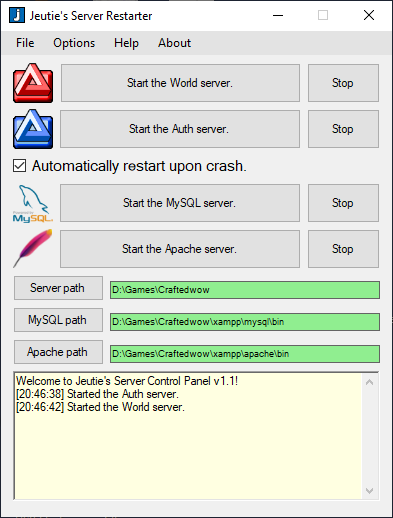 Jeutie's Server Restarter
File Options Help About
Start the World server. Stop
Start the Auth server. Stop
Automatically restart upon crash.
MySQL Start the MySQL server. Stop
Start the Apache server. Stop
Server path D:\Games\Craftedwow
MySQL path D:\Games\Craftedwow\xampp\mysql\bin
Apache path D:\Games\Craftedwow\xampp\apache\bin
Welcome to Jeutie's Server Control Panel v1.1!
[20:46:38] Started the Auth server.
[20:46:42] Started the World server.